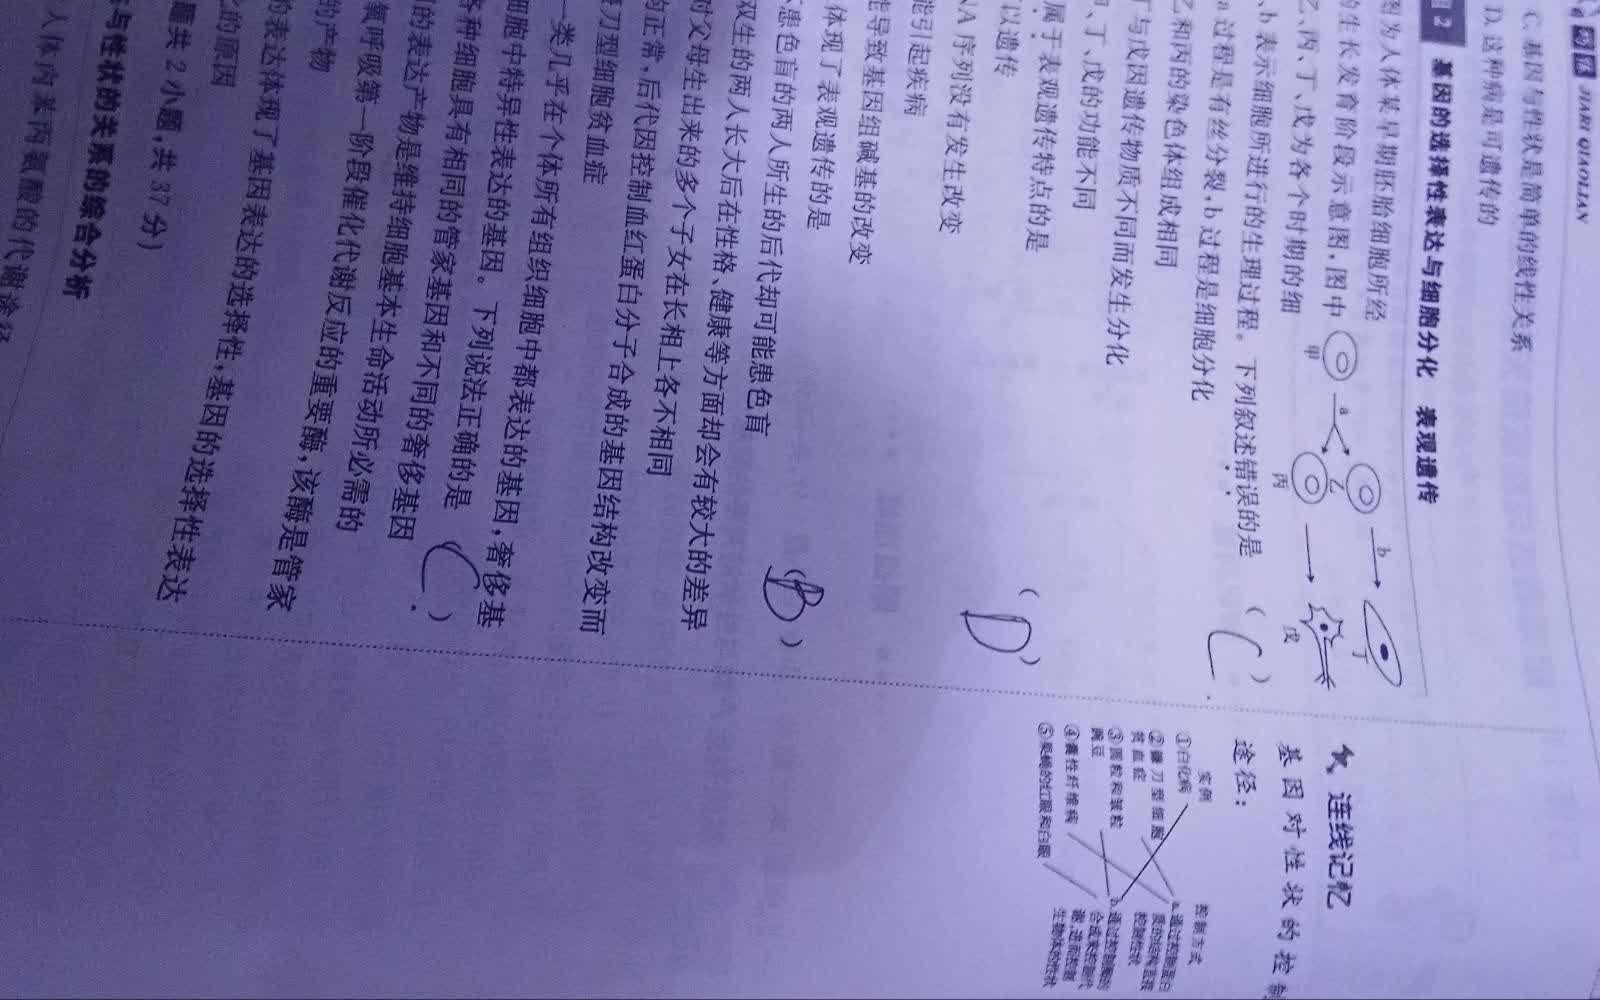 JIARI QIAOLIAN
C. 基因与性状是简单的线性关系
D. 这种病是可遗传的
2 基因的选择性表达与细胞分化 表现遗传
图为人体某早期胚胎细胞所经
的生长发育阶段示意图,图中
乙、丙、丁、戊为各个时期的细
、b 表示细胞所进行的生理过程。下列叙述错误的是 ( C )
甲
a
乙
丙
b
丁
戊
a 过程是有丝分裂,b 过程是细胞分化
乙和丙的染色体组成相同
丁与戊因遗传物质不同而发生分化
、丁、戊的功能不同
属于表观遗传特点的是 ( D )
以遗传
NA 序列没有发生改变
能引起疾病
能导致基因组碱基的改变
体现了表观遗传的是 ( B )
患色盲的两人所生的后代却可能患色盲
双生的两人长大后在性格、健康等方面却会有较大的差异
对父母生出来的多个子女在长相上各不相同
的正常,后代因控制血红蛋白分子合成的基因结构改变而
镰刀型细胞贫血症
一类几乎在个体所有组织细胞中都表达的基因,奢侈基
细胞中特异性表达的基因。下列说法正确的是 ( C )
各种细胞具有相同的管家基因和不同的奢侈基因
的表达产物是维持细胞基本生命活动所必需的
氧呼吸第一阶段催化代谢反应的重要酶,该酶是管家
的产物
的表达体现了基因表达的选择性,基因的选择性表达
的原因
题共 2 小题,共 37 分)
与性状的关系的综合分析
人体内苯丙氨酸的代谢途径
连线记忆
基因对性状的控制
途径:
实例
控制方式
①白化病
②镰刀型细胞
贫血症
③圆粒和皱粒
豌豆
④囊性纤维病
⑤果蝇的红眼和白眼
a.通过控制蛋白
质的结构直接
控制性状
b.通过控制酶的
合成来控制代
谢,进而控制
生物体的性状